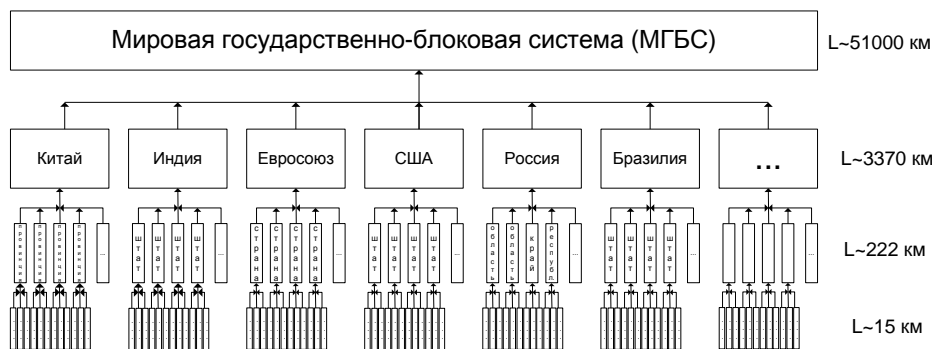 Мировая государственно-блоковая система (МГБС)
L~51000 км
Китай
Индия
Евросоюз
США
Россия
Бразилия
...
L~3370 км
провинция
провинция
провинция
провинция
...
штат
штат
штат
штат
...
страна
страна
страна
страна
...
штат
штат
штат
штат
...
область
область
край
республ.
...
штат
штат
штат
штат
...
...
L~222 км
L~15 км